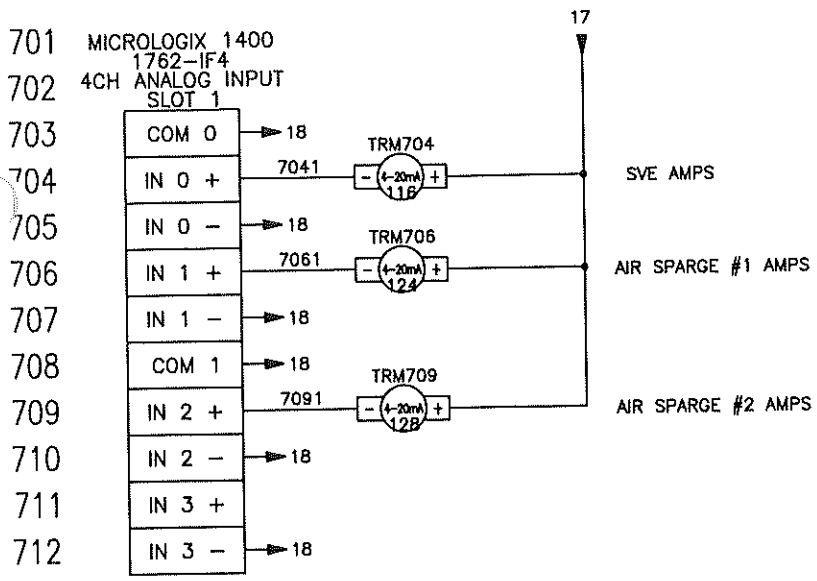 17
701 MICROLOGIX 1400
1762-IF4
702 4CH ANALOG INPUT
SLOT 1
703 COM 0 18
TRM704
704 IN 0 + 7041 - 4-20mA + SVE AMPS
116
705 IN 0 - 18
TRM706
706 IN 1 + 7061 - 4-20mA + AIR SPARGE #1 AMPS
124
707 IN 1 - 18
708 COM 1 18
TRM709
709 IN 2 + 7091 - 4-20mA + AIR SPARGE #2 AMPS
128
710 IN 2 - 18
711 IN 3 +
712 IN 3 - 18